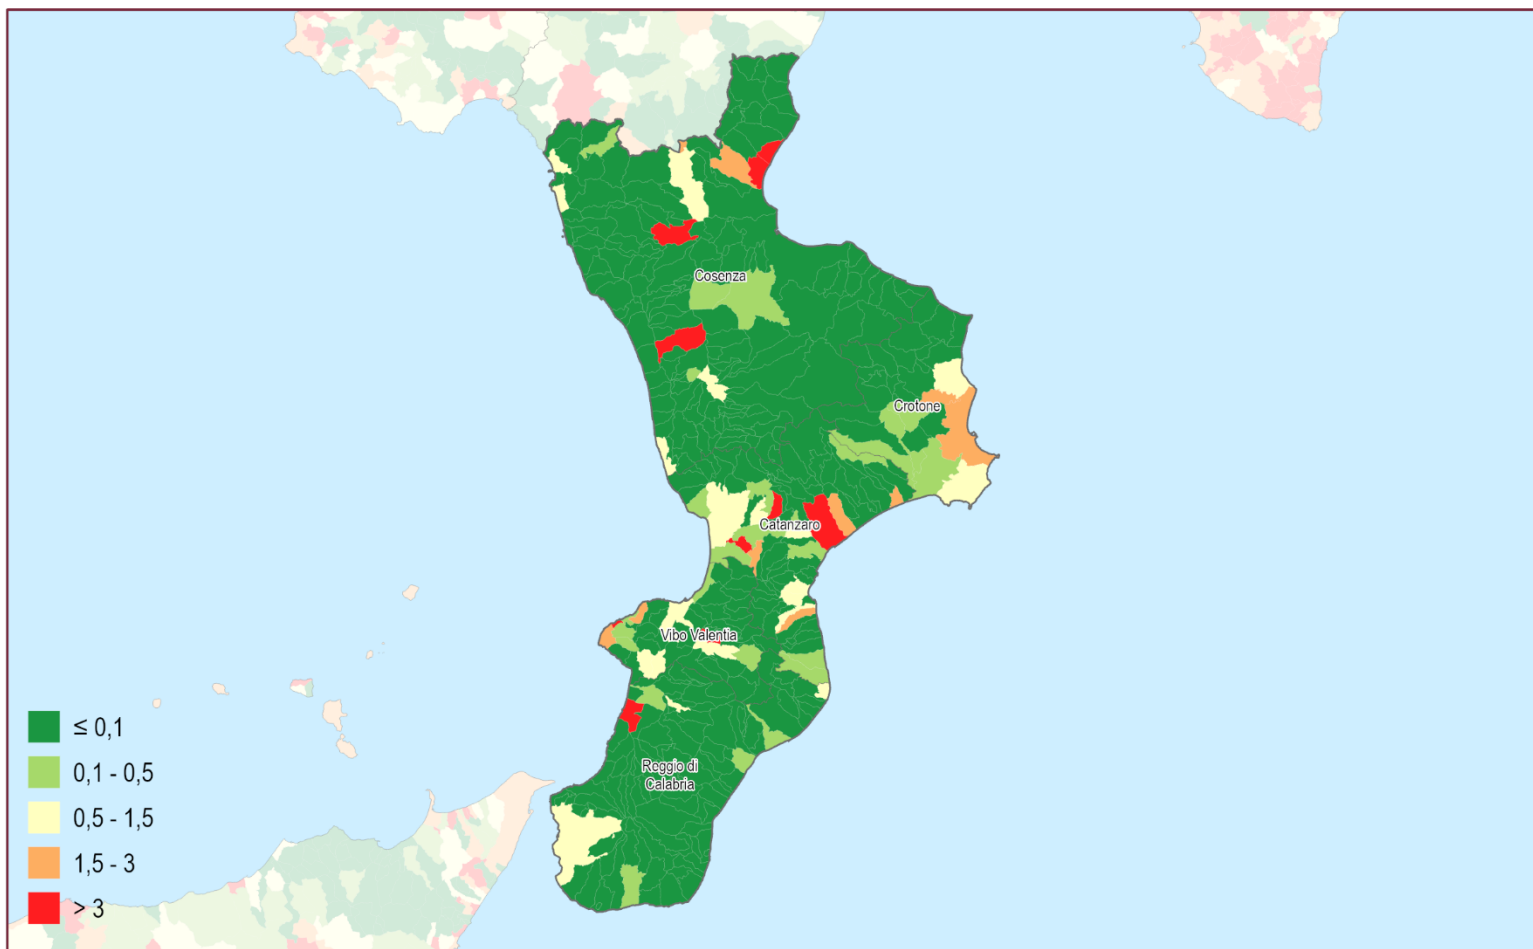 Cosenza
Crotone
Catanzaro
Vibo Valentia
Reggio di
Calabria
≤ 0,1
0,1 - 0,5
0,5 - 1,5
1,5 - 3
> 3